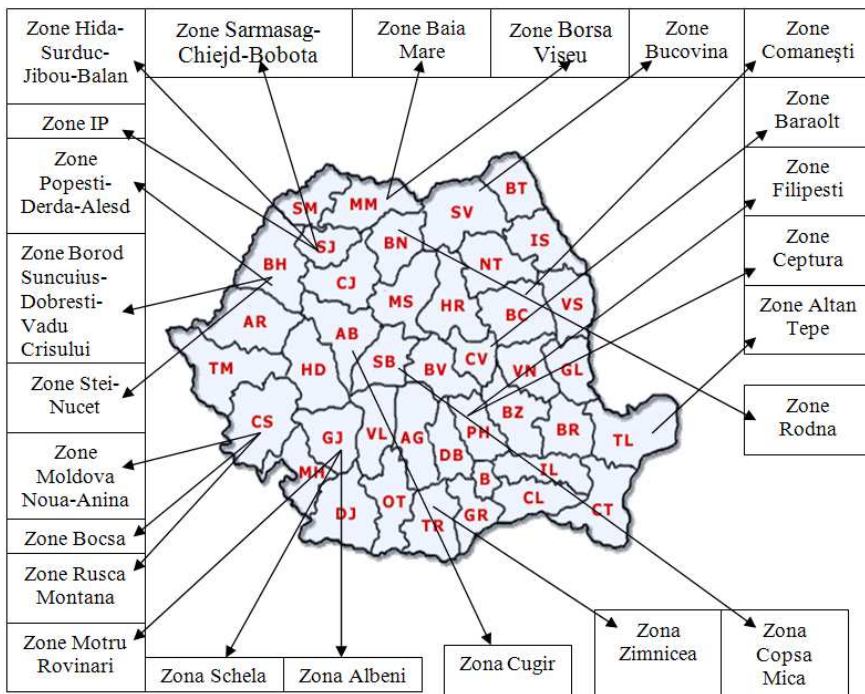 Zone Hida-
Surduc-
Jibou-Balan
Zone Sarmasag-
Chiejd-Bobota
Zone Baia
Mare
Zone Borsa
Viseu
Zone
Bucovina
Zone
Comanești
Zone IP
Zone
Popesti-
Derda-Alesd
Zone Borod
Suncuius-
Dobresti-
Vadu
Crisului
Zone Stei-
Nucet
Zone
Moldova
Noua-Anina
Zone Bocsa
Zone Rusca
Montana
Zone Motru
Rovinari
Zone
Baraolt
Zone
Filipesti
Zone
Ceptura
Zone Altan
Tepe
Zone
Rodna
SM
MM
BT
SV
SJ
BN
IS
BH
CJ
NT
MS
HR
BC
VS
AR
AB
TM
HD
SB
BV
CV
VN
GL
CS
GJ
VL
AG
PH
BZ
BR
TL
MH
DB
B
IL
DJ
OT
TR
GR
CL
CT
Zona Schela
Zona Albeni
Zona Cugir
Zona
Zimnicea
Zona
Copsa
Mica